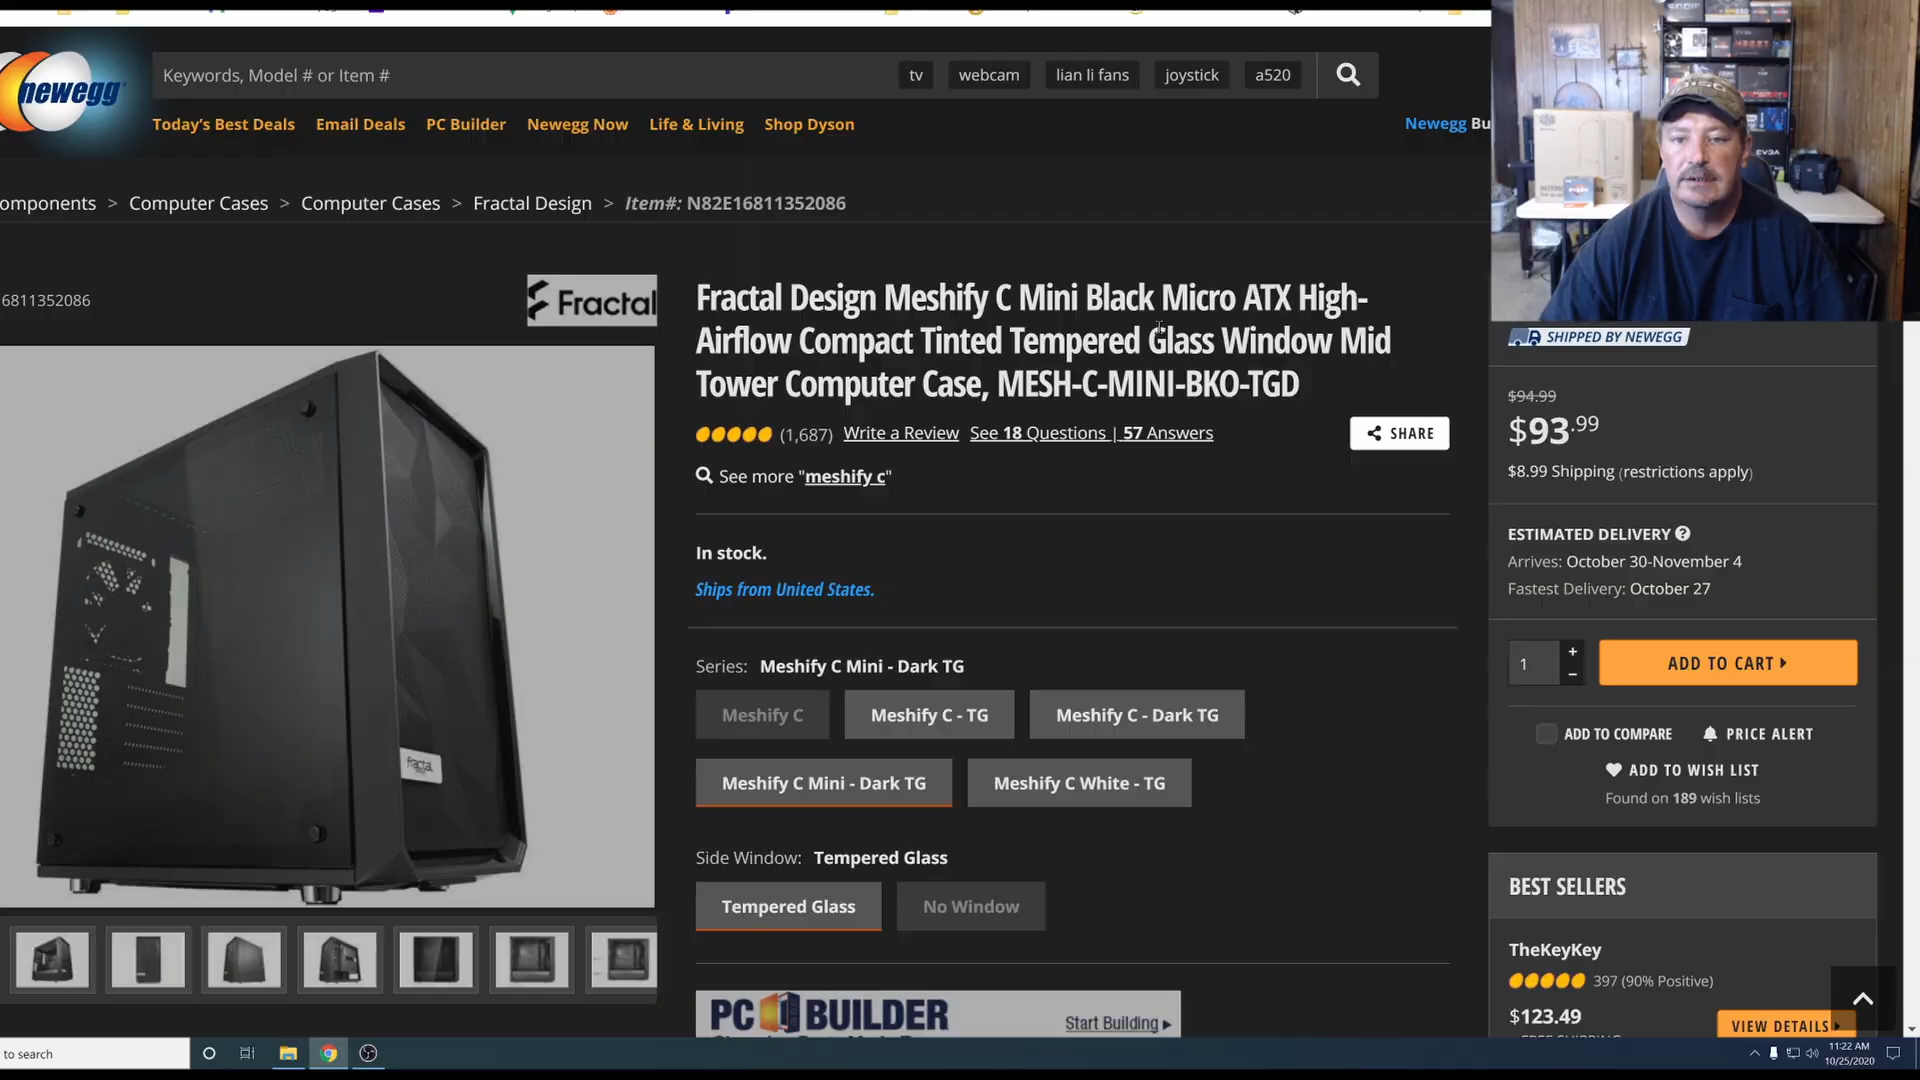 newegg
Keywords, Model # or Item #
tv
webcam
lian li fans
joystick
a520
Today's Best Deals
Email Deals
PC Builder
Newegg Now
Life & Living
Shop Dyson
Newegg Bu
omponents > Computer Cases > Computer Cases > Fractal Design > Item#: N82E16811352086
6811352086
Fractal
Fractal Design Meshify C Mini Black Micro ATX High-
Airflow Compact Tinted Tempered Glass Window Mid
Tower Computer Case, MESH-C-MINI-BKO-TGD
(1,687) Write a Review See 18 Questions | 57 Answers
SHARE
See more "meshify c"
In stock.
Ships from United States.
Series: Meshify C Mini - Dark TG
Meshify C
Meshify C - TG
Meshify C - Dark TG
Meshify C Mini - Dark TG
Meshify C White - TG
Side Window: Tempered Glass
Tempered Glass
No Window
PC BUILDER
Start Building
fractal
EVGA
SHIPPED BY NEWEGG
$94.99
$93.99
$8.99 Shipping (restrictions apply)
ESTIMATED DELIVERY ?
Arrives: October 30-November 4
Fastest Delivery: October 27
1
+
−
ADD TO CART
ADD TO COMPARE
PRICE ALERT
ADD TO WISH LIST
Found on 189 wish lists
BEST SELLERS
TheKeyKey
397 (90% Positive)
$123.49
VIEW DETAILS
FREE SHIPPING
to search
11:22 AM
10/25/2020